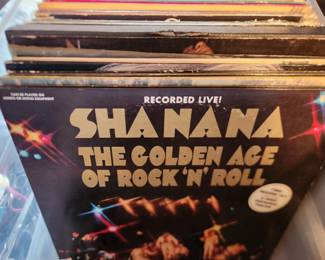 RECORDED LIVE!
SHA NA NA
THE GOLDEN AGE
OF ROCK 'N' ROLL